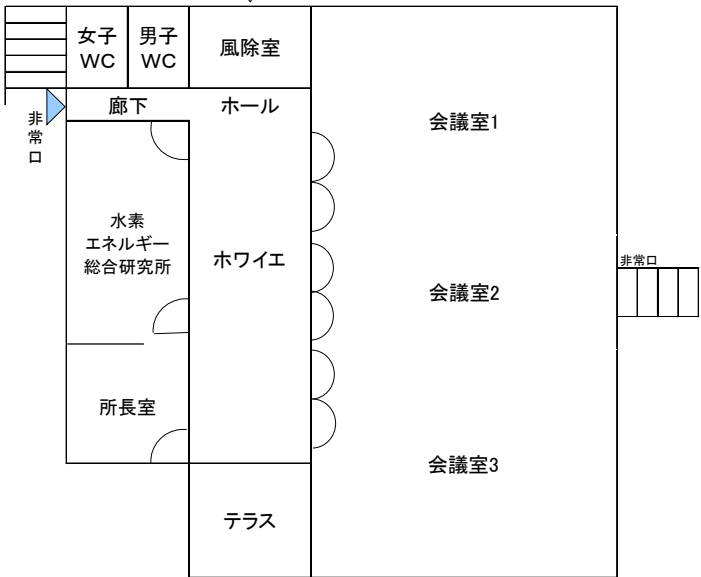 女子
WC
男子
WC
風除室
廊下
ホール
非常口
会議室1
水素
エネルギー
総合研究所
ホワイエ
非常口
会議室2
所長室
会議室3
テラス